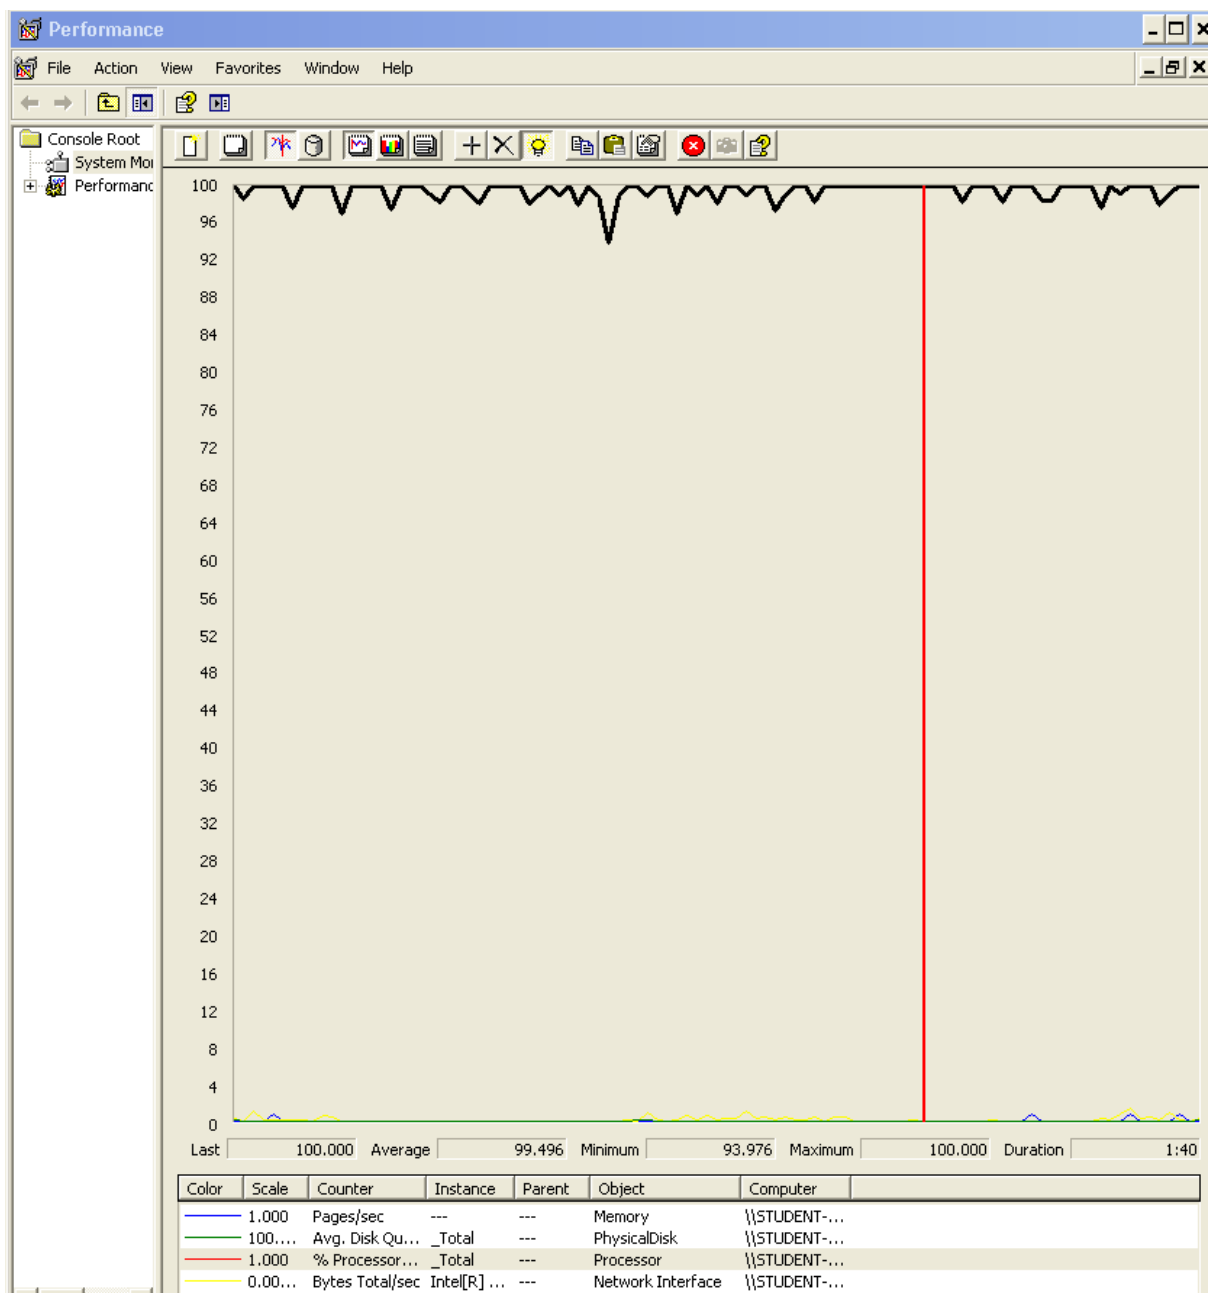 Performance
File Action View Favorites Window Help
Console Root
System Mor
Performanc
100
96
92
88
84
80
76
72
68
64
60
56
52
48
44
40
36
32
28
24
20
16
12
8
4
0
Last 100.000 Average 99.496 Minimum 93.976 Maximum 100.000 Duration 1:40
Color Scale Counter Instance Parent Object Computer
1.000 Pages/sec --- --- Memory \\STUDENT-...
100.... Avg. Disk Qu... _Total --- PhysicalDisk \\STUDENT-...
1.000 % Processor... _Total --- Processor \\STUDENT-...
0.00... Bytes Total/sec Intel[R] ... --- Network Interface \\STUDENT-...